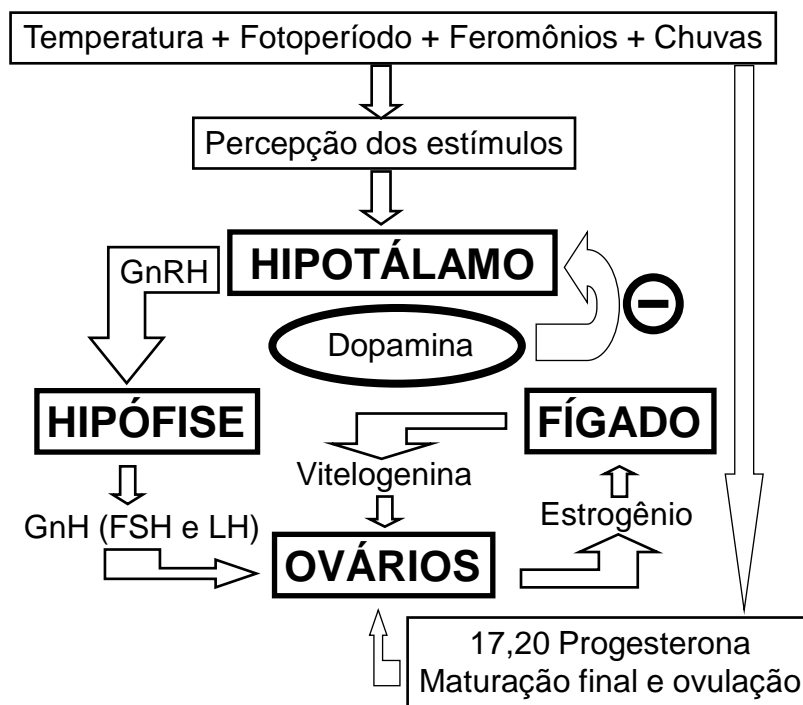 Temperatura + Fotoperíodo + Feromônios + Chuvas
Percepção dos estímulos
HIPOTÁLAMO
GnRH
Dopamina
HIPÓFISE
FÍGADO
Vitelogenina
Estrogênio
GnH (FSH e LH)
OVÁRIOS
17,20 Progesterona
Maturação final e ovulação